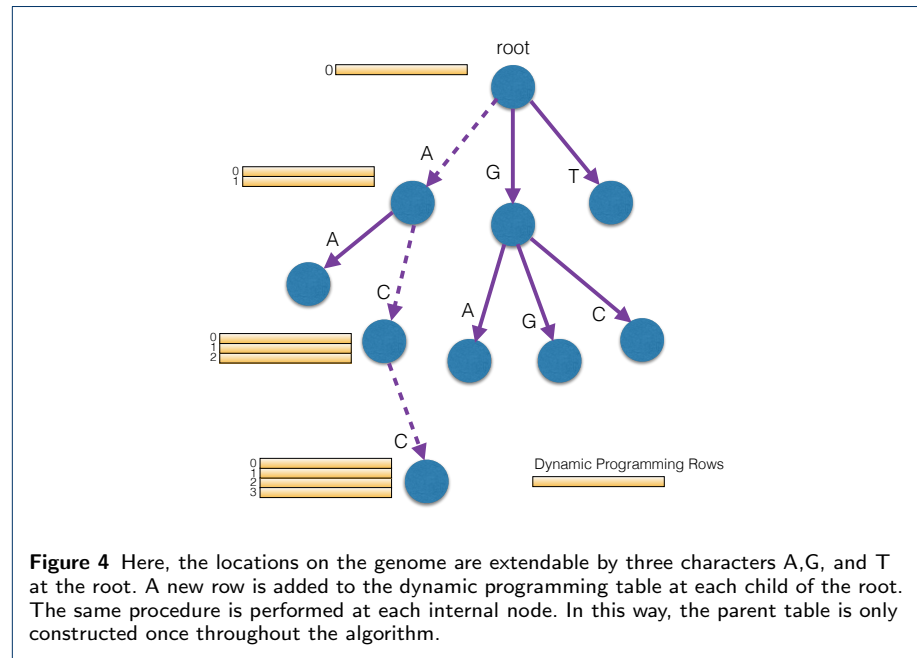 root
0
A
G
T
0
1
A
C
A
G
C
0
1
2
C
0
1
2
3
Dynamic Programming Rows
Figure 4 Here, the locations on the genome are extendable by three characters A,G, and T
at the root. A new row is added to the dynamic programming table at each child of the root.
The same procedure is performed at each internal node. In this way, the parent table is only
constructed once throughout the algorithm.